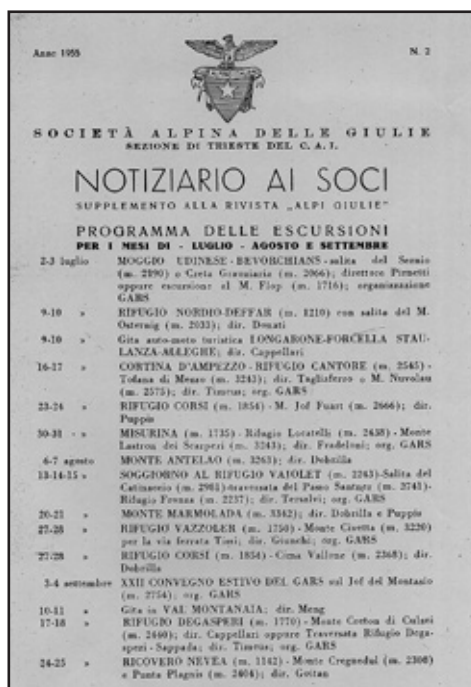 Anno 1955 N. 2
SOCIETÀ ALPINA DELLE GIULIE
SEZIONE DI TRIESTE DEL C.A.I.
NOTIZIARIO AI SOCI
SUPPLEMENTO ALLA RIVISTA „ALPI GIULIE"
PROGRAMMA DELLE ESCURSIONI
PER I MESI DI - LUGLIO - AGOSTO E SETTEMBRE
2-3 luglio MOGGIO UDINESE - BEVORCHIANS - salita del Sernio
(m. 2190) o Creta Grauzaria (m. 2066); direttore Pirnetti
oppure escursione al M. Flop. (m. 1716); organizzazione
GARS
9-10 » RIFUGIO NORDIO-DEFFAR (m. 1210) con salita del M.
Osternig (m. 2033); dir. Donati
9-10 » Gita auto-moto turistica LONGARONE-FORCELLA STAU-
LANZA-ALLEGHE; dir. Cappellari
16-17 » CORTINA D'AMPEZZO - RIFUGIO CANTORE (m. 2545) -
Tofana di Mezzo (m. 3243); dir. Tagliaferro o M. Nuvolau
(m. 2575); dir. Timeus; org. GARS
23-24 » RIFUGIO CORSI (m. 1854) - M. Jof Fuart (m. 2666); dir.
Puppis
30-31 - » MISURINA (m. 1735) - Rifugio Locatelli (m. 2438) - Monte
Lastron dei Scarperi (m. 3243); dir. Fradeloni; org. GARS
6-7 agosto MONTE ANTELAO (m. 3263); dir. Dobrilla
13-14-15 » SOGGIORNO AL RIFUGIO VAIOLET (m. 2243)-Salita del
Catinaccio (m. 2981)-traversata del Passo Santner (m. 2741)-
Rifugio Fronza (m. 2237); dir. Tersalvi; org. GARS
20-21 » MONTE MARMOLADA (m. 3342); dir. Dobrilla e Puppis
27-28 » RIFUGIO VAZZOLER (m. 1750) - Monte Civetta (m. 3220)
per la via ferrata Tissi; dir. Giunchi; org. GARS
27-28 » RIFUGIO CORSI (m. 1854) - Cima Vallone (m. 2368); dir.
Dobrilla
3-4 settembre XXII CONVEGNO ESTIVO DEL GARS sul Jof del Montasio
(m. 2754); org. GARS
10-11 » Gita in VAL MONTANAIA; dir. Meng
17-18 » RIFUGIO DEGASPERI (m. 1770) - Monte Creton di Culzei
(m. 2460); dir. Cappellari oppure Traversata Rifugio Dega-
speri - Sappada; dir. Timeus; org. GARS
24-25 » RICOVERO NEVEA (m. 1142) - Monte Cregnedul (m. 2308)
e Punta Plagnis (m. 2404); dir. Gottan